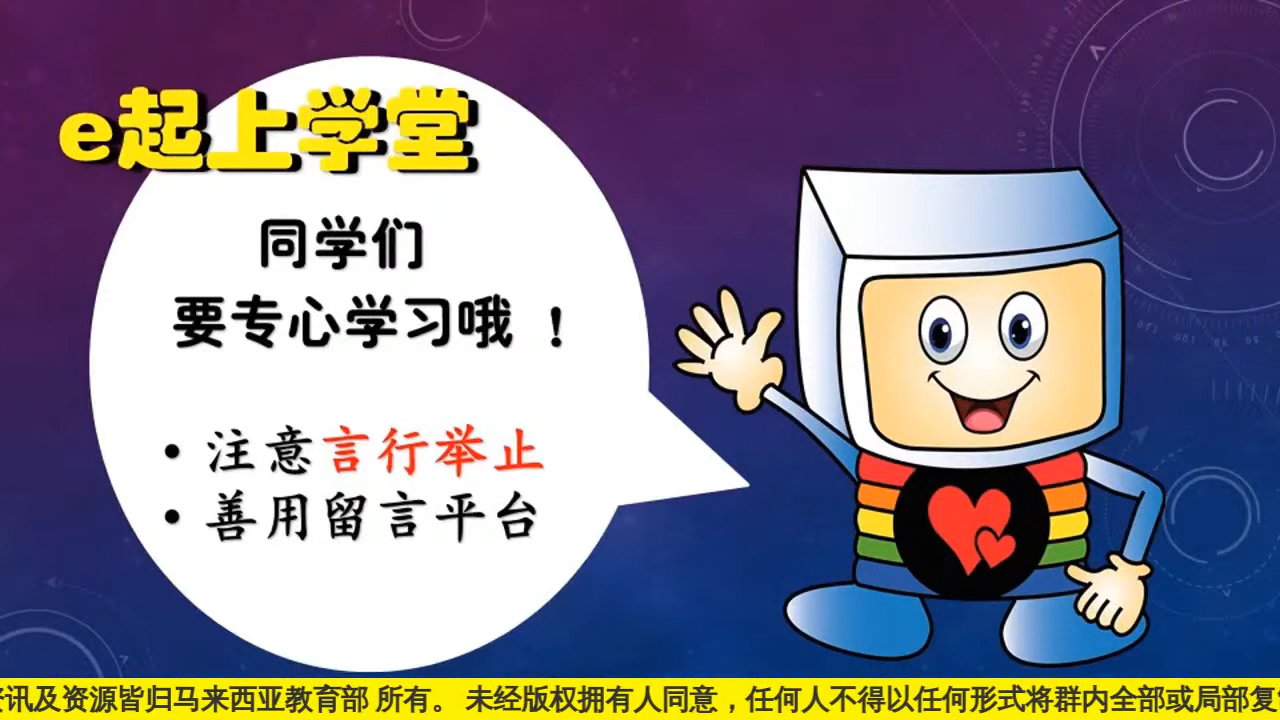 e起上学堂
同学们
要专心学习哦 ！
• 注意言行举止
• 善用留言平台
资讯及资源皆归马来西亚教育部 所有。 未经版权拥有人同意，任何人不得以任何形式将群内全部或局部复